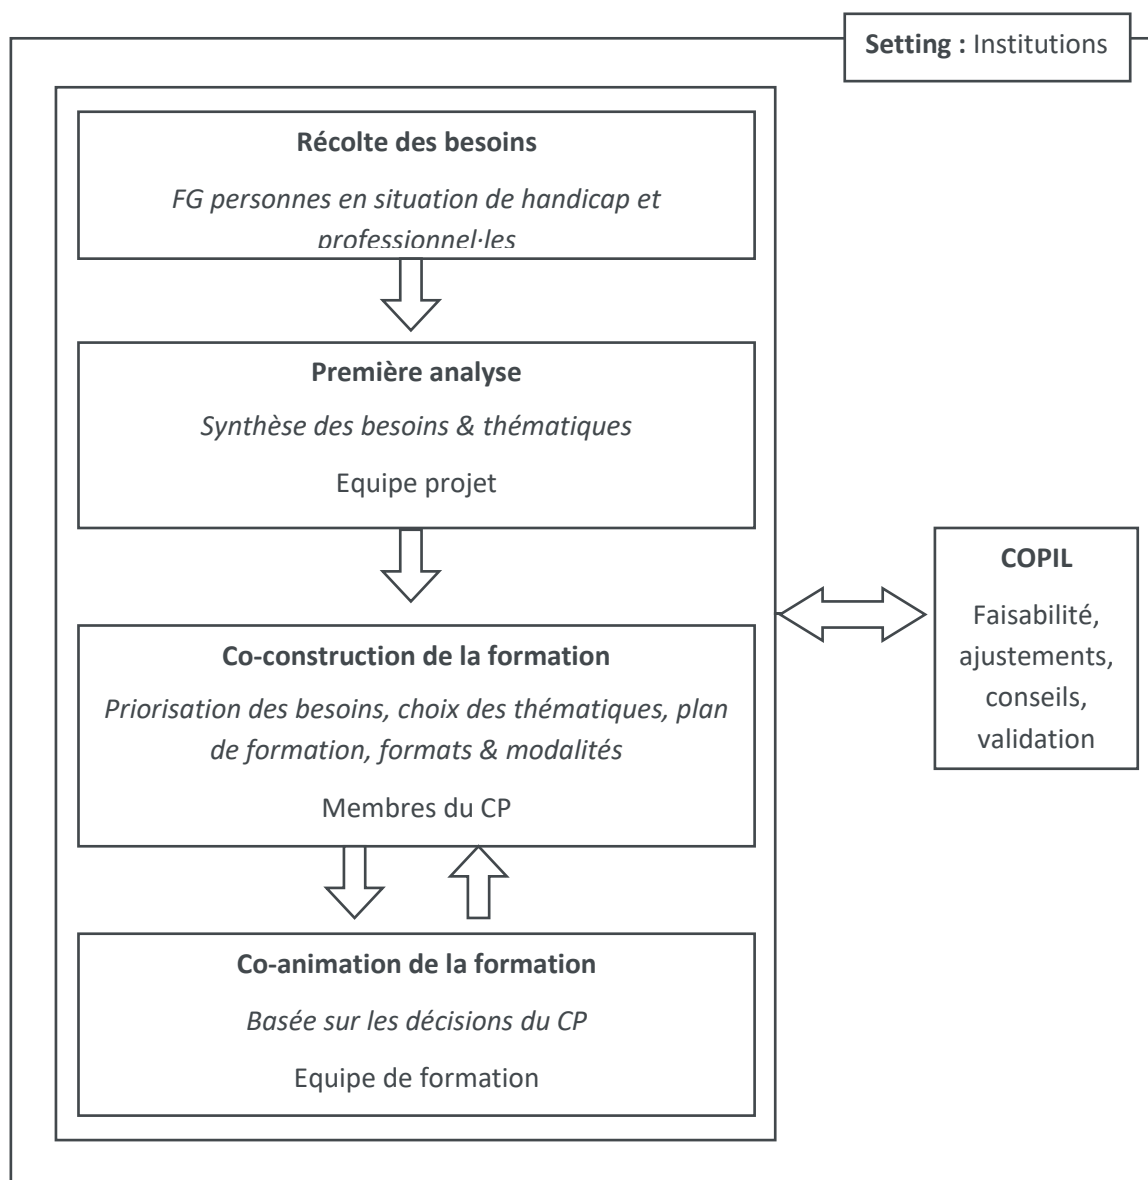 Setting : Institutions
Récolte des besoins
FG personnes en situation de handicap et
professionnel·les
Première analyse
Synthèse des besoins & thématiques
Equipe projet
Co-construction de la formation
Priorisation des besoins, choix des thématiques, plan
de formation, formats & modalités
Membres du CP
Co-animation de la formation
Basée sur les décisions du CP
Equipe de formation
COPIL
Faisabilité,
ajustements,
conseils,
validation